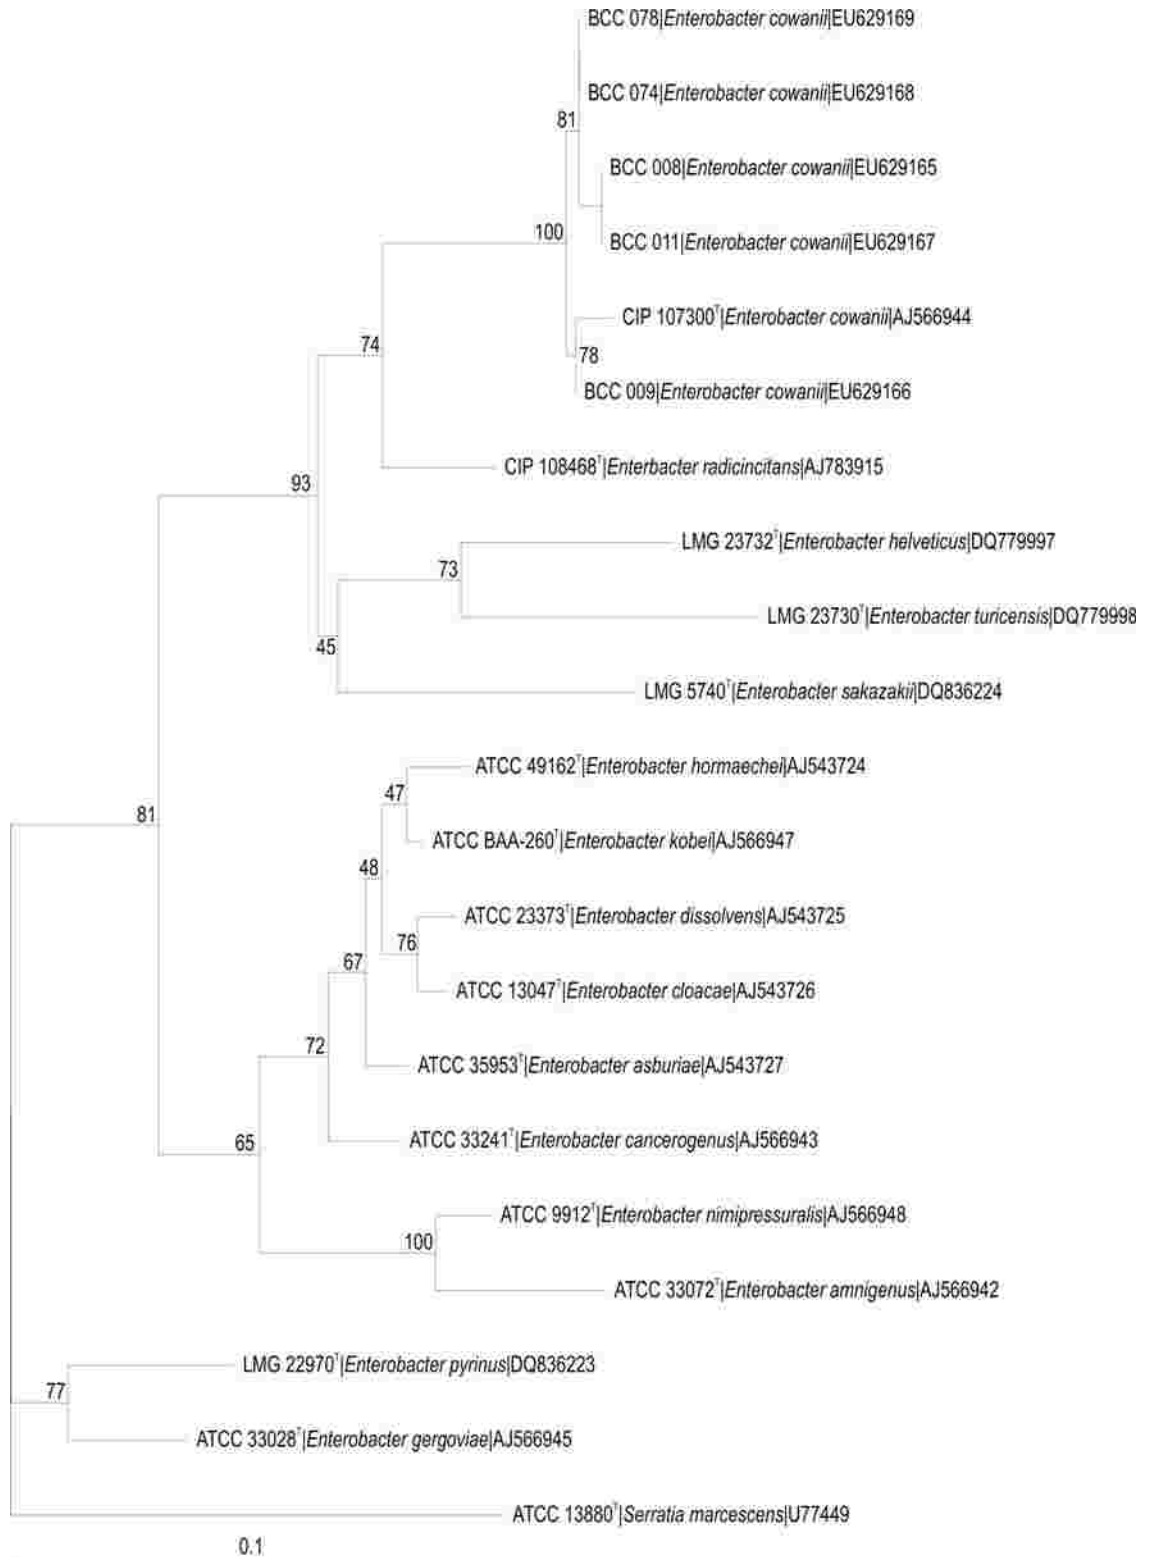 BCC 078|Enterobacter cowanii|EU629169
BCC 074|Enterobacter cowanii|EU629168
81
BCC 008|Enterobacter cowanii|EU629165
100
BCC 011|Enterobacter cowanii|EU629167
CIP 107300ᵀ|Enterobacter cowanii|AJ566944
74
78
BCC 009|Enterobacter cowanii|EU629166
CIP 108468ᵀ|Enterbacter radicincitans|AJ783915
93
LMG 23732ᵀ|Enterobacter helveticus|DQ779997
73
LMG 23730ᵀ|Enterobacter turicensis|DQ779998
45
LMG 5740ᵀ|Enterobacter sakazakii|DQ836224
ATCC 49162ᵀ|Enterobacter hormaechei|AJ543724
47
81
ATCC BAA-260ᵀ|Enterobacter kobei|AJ566947
48
ATCC 23373ᵀ|Enterobacter dissolvens|AJ543725
76
67
ATCC 13047ᵀ|Enterobacter cloacae|AJ543726
72
ATCC 35953ᵀ|Enterobacter asburiae|AJ543727
65
ATCC 33241ᵀ|Enterobacter cancerogenus|AJ566943
ATCC 9912ᵀ|Enterobacter nimipressuralis|AJ566948
100
ATCC 33072ᵀ|Enterobacter amnigenus|AJ566942
LMG 22970ᵀ|Enterobacter pyrinus|DQ836223
77
ATCC 33028ᵀ|Enterobacter gergoviae|AJ566945
ATCC 13880ᵀ|Serratia marcescens|U77449
0.1